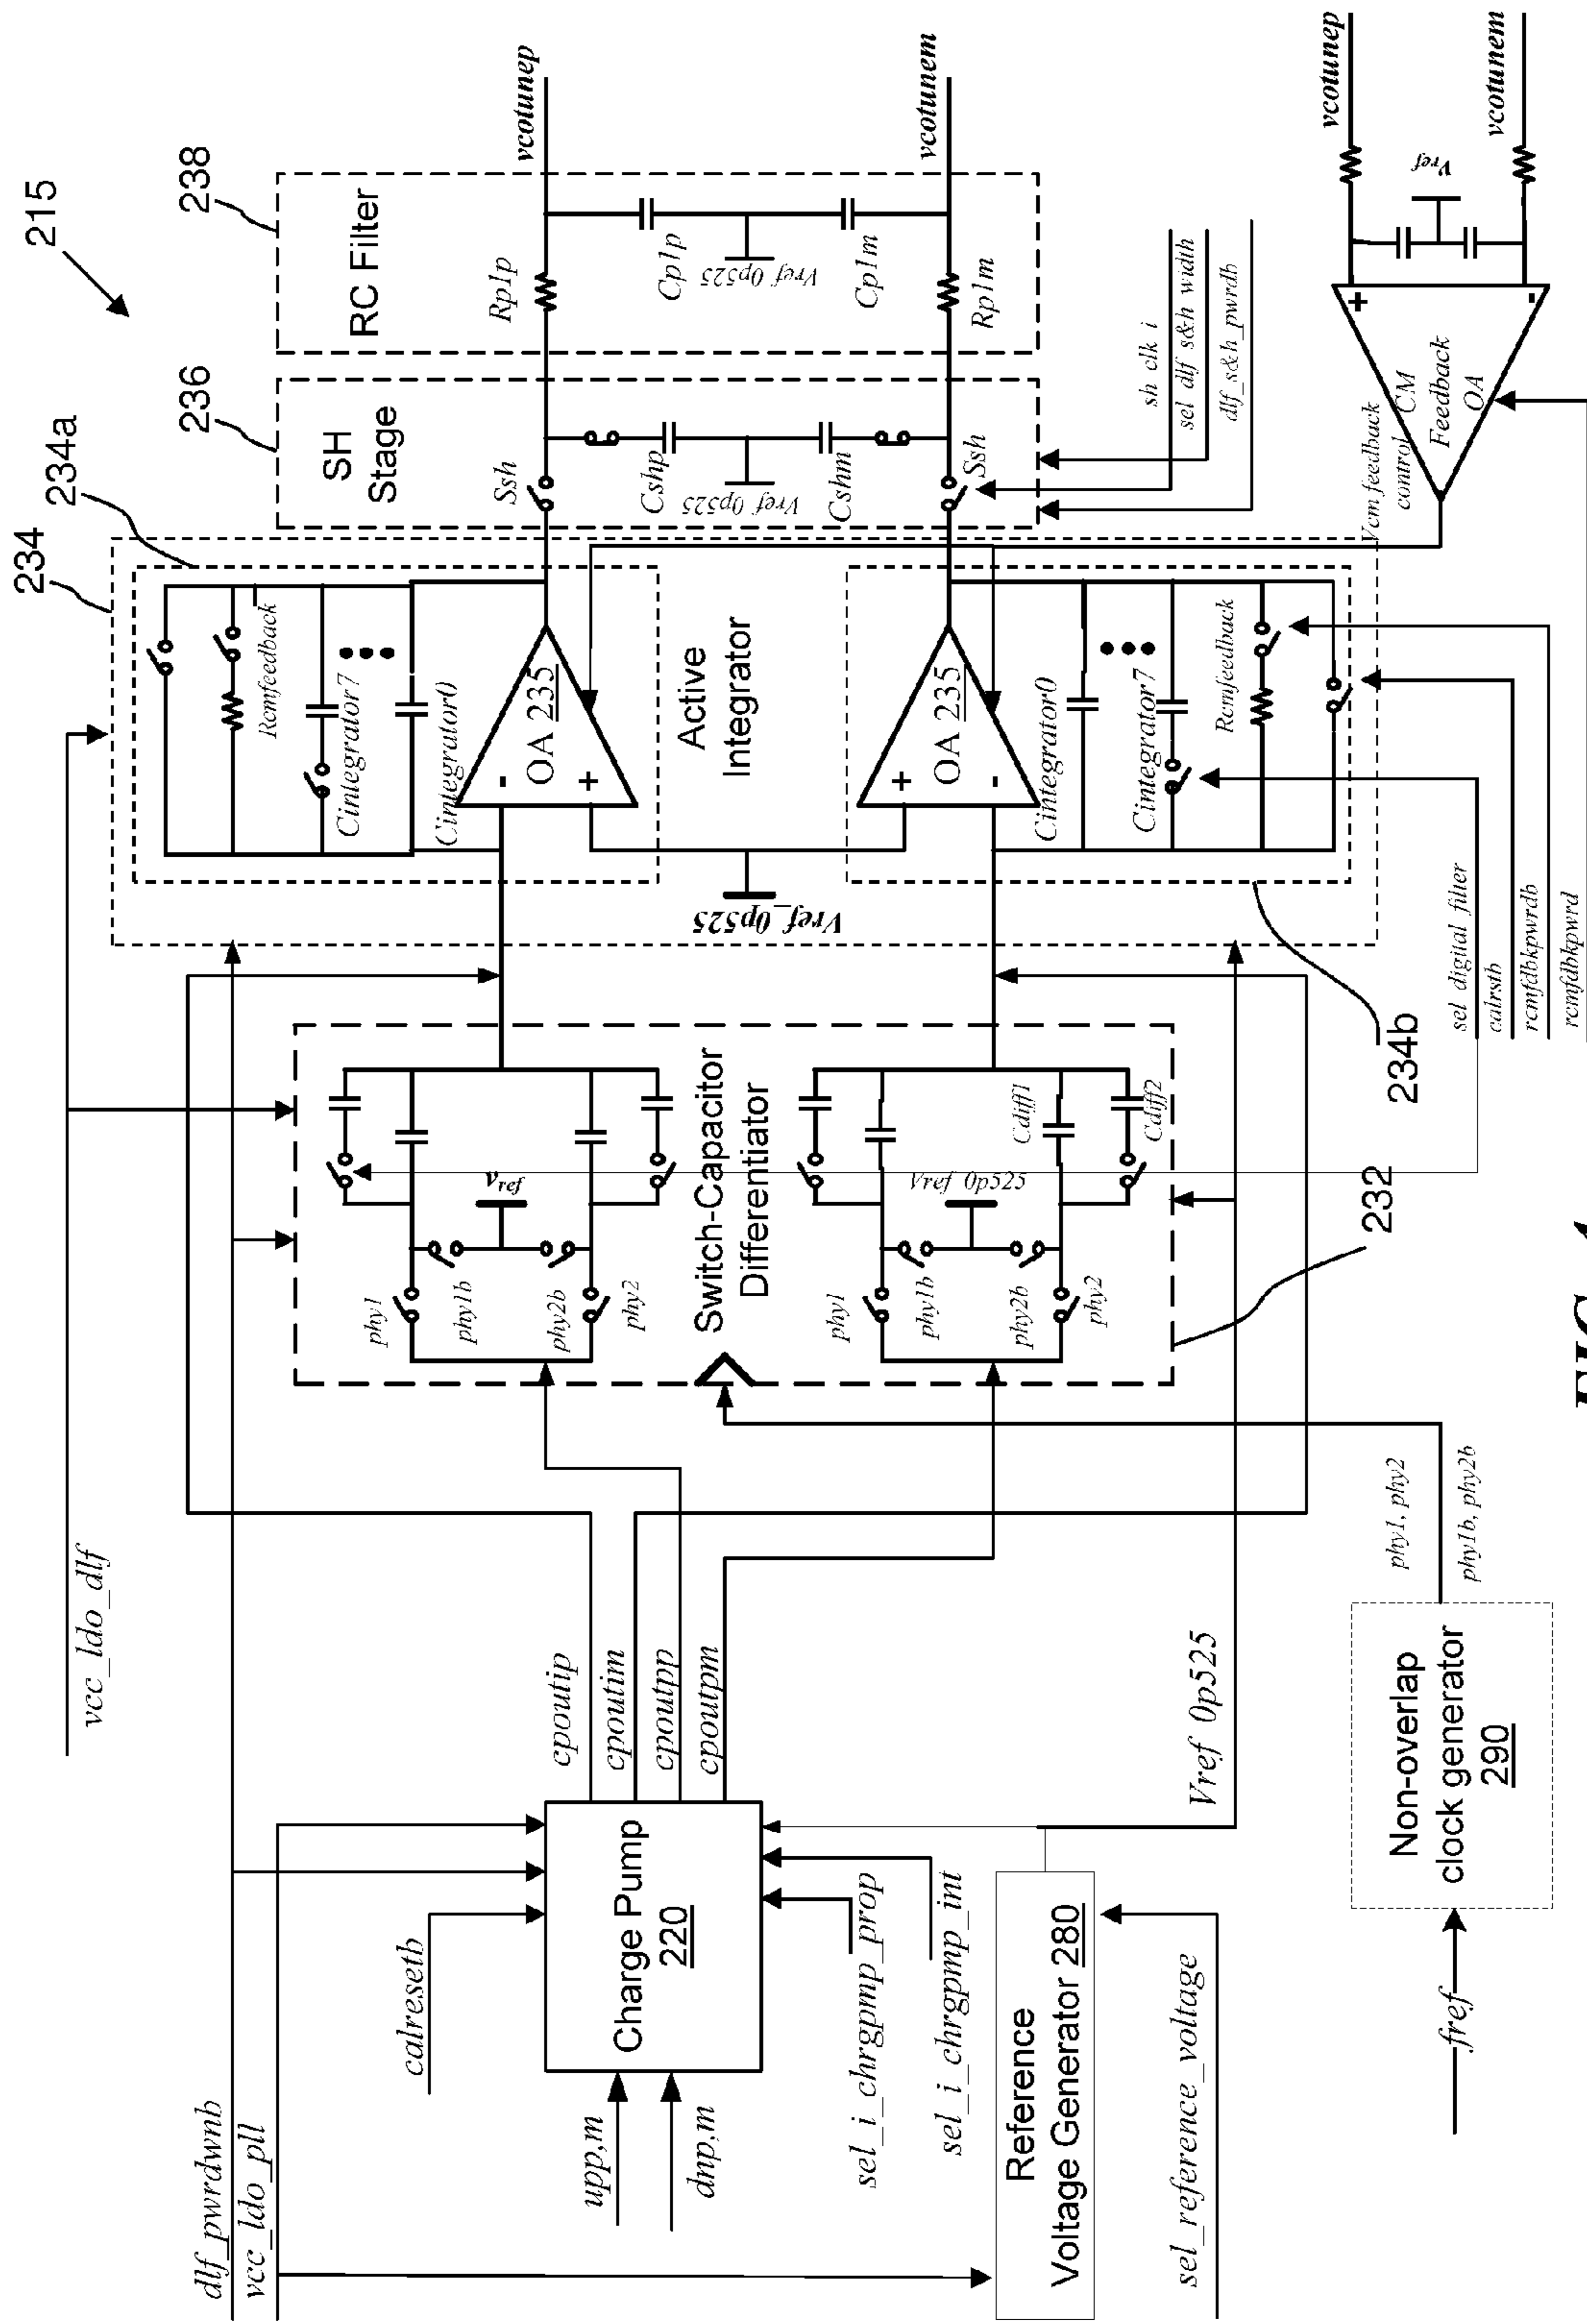 215
234
234a
236
238
SH
Stage
RC Filter
Rp1p
Cp1p
Vref 0p525
Cp1m
Rp1m
vcotunep
vcotunem
Ssh
Cshp
Vref 0p525
Cshm
Ssh
sh clk i
sel dlf s&h width
dlf_s&h_pwrdb
vcotunep
vcotunem
vref
+
-
CM
Feedback
OA
Vcmfeedback
control
Rcmfeedback
Cintegrator7
Cintegrator0
OA 235
-
+
Active
Integrator
Vref_0p525
OA 235
+
-
Cintegrator0
Cintegrator7
Rcmfeedback
234b
sel digital filter
calrstb
rcmfdbkpwrdb
rcmfdbkpwrd
vcc_ldo_dlf
phy1
phy1b
phy2b
phy2
vref
Switch-Capacitor
Differentiator
phy1
phy1b
phy2b
phy2
Vref 0p525
Cdiff1
Cdiff2
232
dlf_pwrdwnb
vcc_ldo_pll
calresetb
upp,m
dnp,m
Charge Pump
220
cpoutip
cpoutim
cpoutpp
cpoutpm
sel_i_chrgpmp_prop
sel_i_chrgpmp_int
Reference
Voltage Generator 280
Vref 0p525
sel_reference_voltage
fref
Non-overlap
clock generator
290
phy1, phy2
phy1b, phy2b